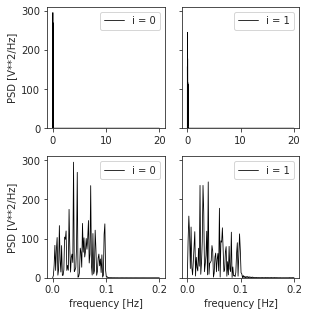 300
200
100
0
PSD [V**2/Hz]
i = 0
0 10 20
i = 1
0 10 20
300
200
100
0
PSD [V**2/Hz]
i = 0
0.0 0.1 0.2
frequency [Hz]
i = 1
0.0 0.1 0.2
frequency [Hz]